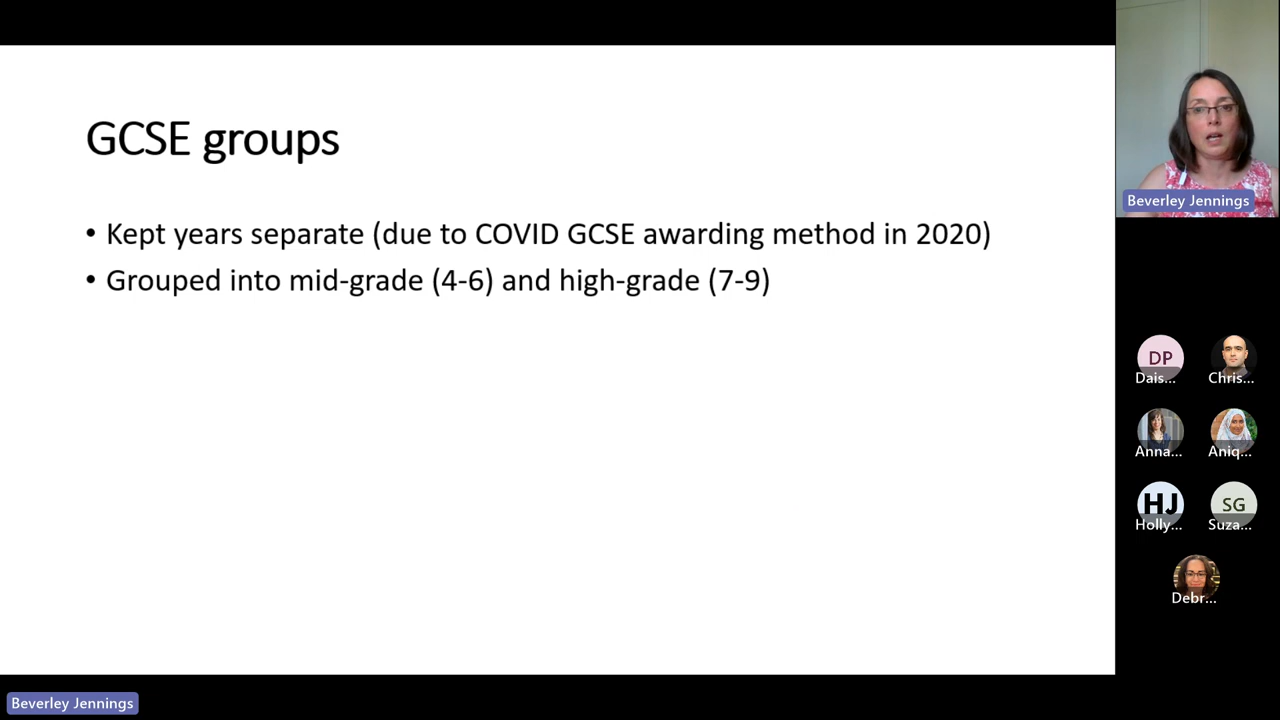 GCSE groups
• Kept years separate (due to COVID GCSE awarding method in 2020)
• Grouped into mid-grade (4-6) and high-grade (7-9)
Beverley Jennings
DP
Dais...
Chris...
Anna...
Aniq...
HJ
Holly...
SG
Suza...
Debr...
Beverley Jennings